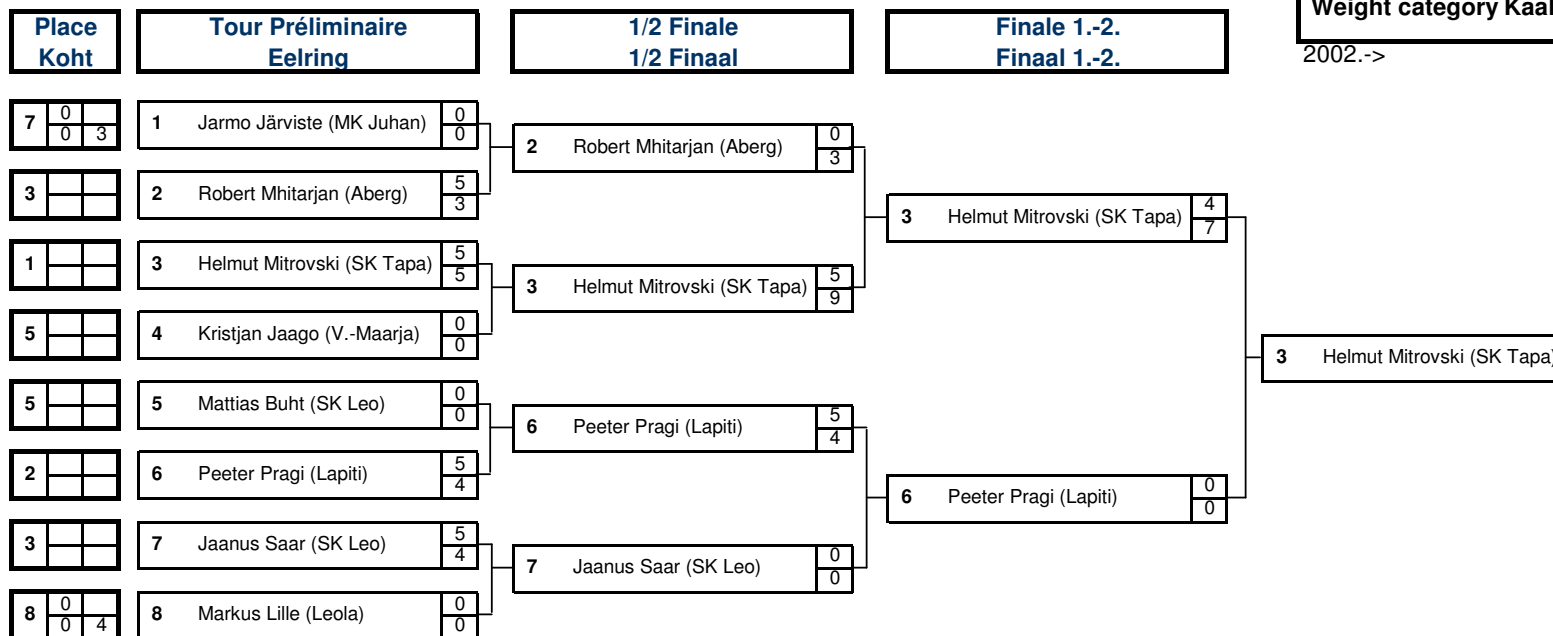 Place
Koht
Tour Préliminaire
Eelring
1/2 Finale
1/2 Finaal
Finale 1.-2.
Finaal 1.-2.
Weight category Kaal
2002.->
7 0
0 3
1 Jarmo Järviste (MK Juhan) 0
0
2 Robert Mhitarjan (Aberg) 0
3
3
2 Robert Mhitarjan (Aberg) 5
3
3 Helmut Mitrovski (SK Tapa) 4
7
1
3 Helmut Mitrovski (SK Tapa) 5
5
3 Helmut Mitrovski (SK Tapa) 5
9
5
4 Kristjan Jaago (V.-Maarja) 0
0
3 Helmut Mitrovski (SK Tapa)
5
5 Mattias Buht (SK Leo) 0
0
6 Peeter Pragi (Lapiti) 5
4
2
6 Peeter Pragi (Lapiti) 5
4
6 Peeter Pragi (Lapiti) 0
0
3
7 Jaanus Saar (SK Leo) 5
4
7 Jaanus Saar (SK Leo) 0
0
8 0
0 4
8 Markus Lille (Leola) 0
0